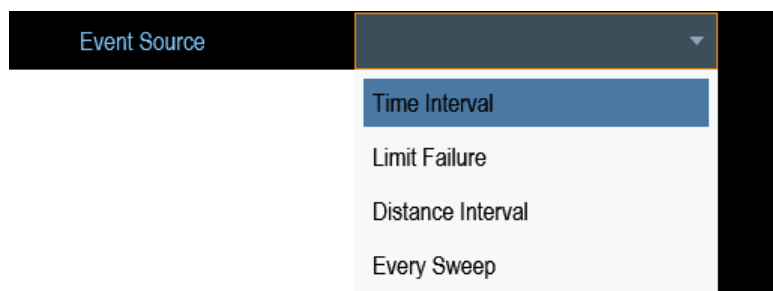 Event Source
Time Interval
Limit Failure
Distance Interval
Every Sweep